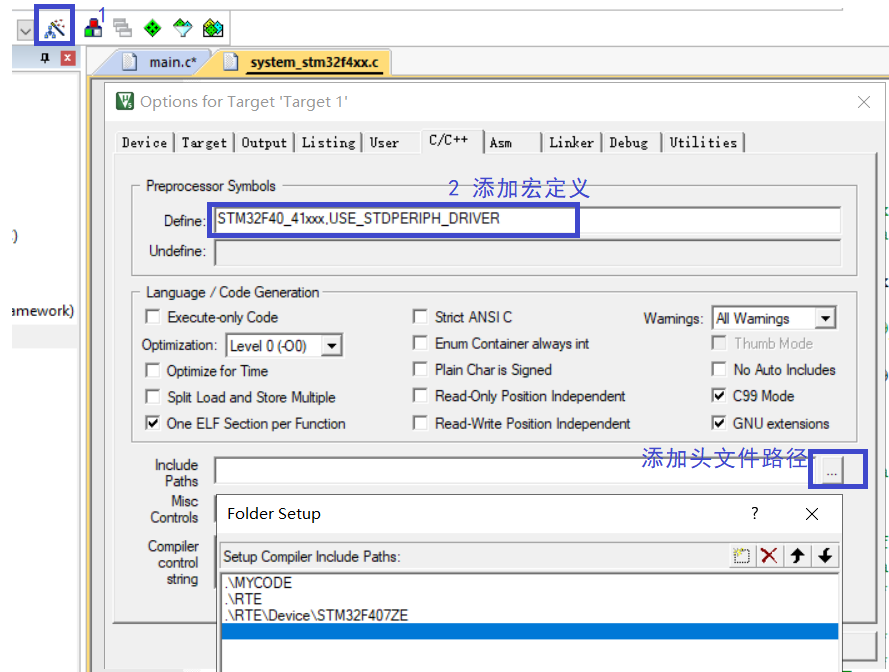 1
main.c*
system_stm32f4xx.c
Options for Target 'Target 1'
Device Target Output Listing User C/C++ Asm Linker Debug Utilities
Preprocessor Symbols
2 添加宏定义
Define: STM32F40_41xxx,USE_STDPERIPH_DRIVER
Undefine:
amework)
Language / Code Generation
Execute-only Code
Strict ANSI C
Warnings: All Warnings
Optimization: Level 0 (-O0)
Enum Container always int
Thumb Mode
Optimize for Time
Plain Char is Signed
No Auto Includes
Split Load and Store Multiple
Read-Only Position Independent
C99 Mode
One ELF Section per Function
Read-Write Position Independent
GNU extensions
添加头文件路径
Include
Paths
...
Misc
Controls
Compiler
control
string
Folder Setup
?
Setup Compiler Include Paths:
.\MYCODE
.\RTE
.\RTE\Device\STM32F407ZE